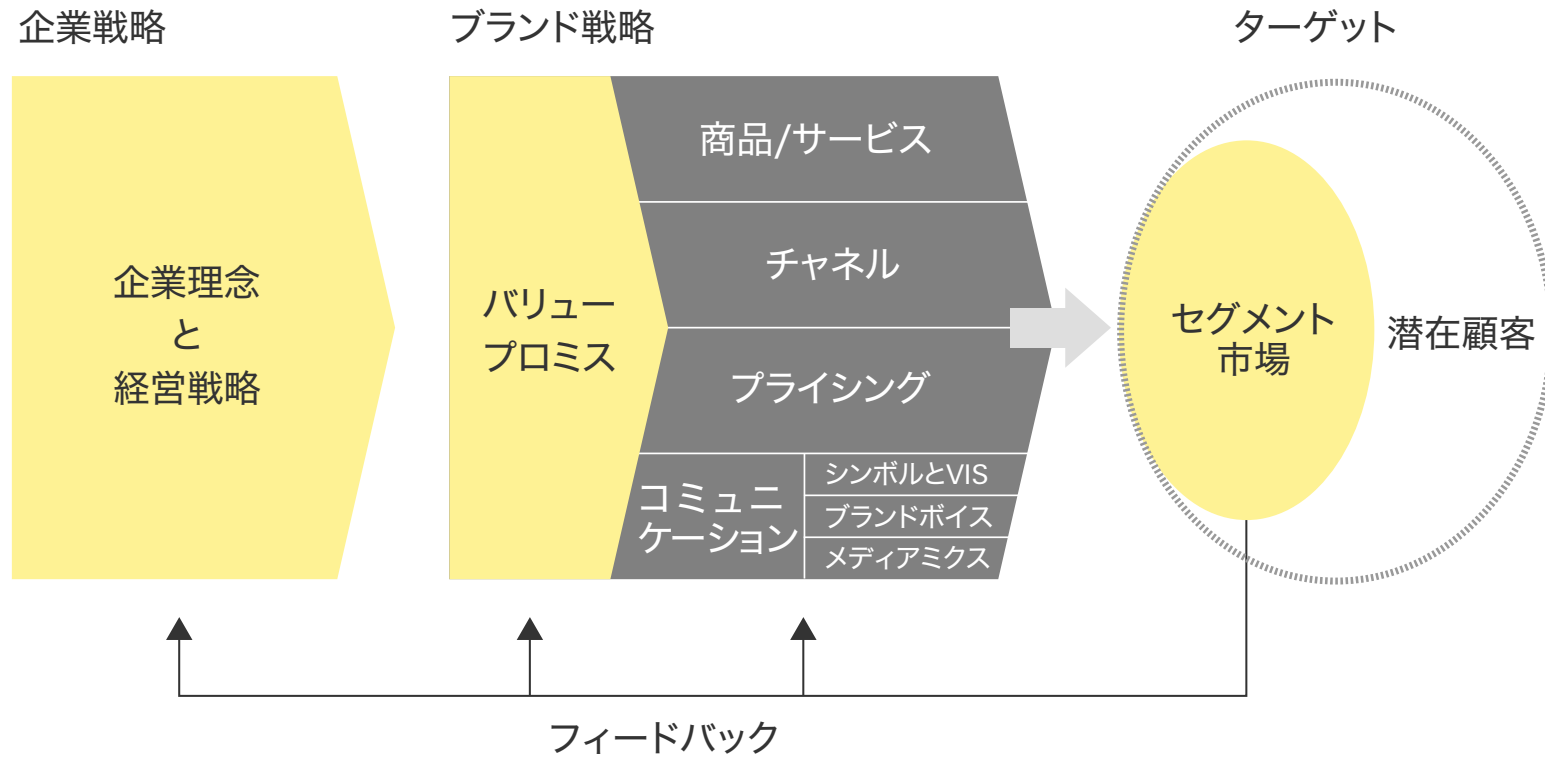 企業戦略
ブランド戦略
ターゲット
企業理念
と
経営戦略
バリュー
プロミス
商品/サービス
チャネル
プライシング
コミュニ
ケーション
シンボルとVIS
ブランドボイス
メディアミクス
セグメント
市場
潜在顧客
フィードバック